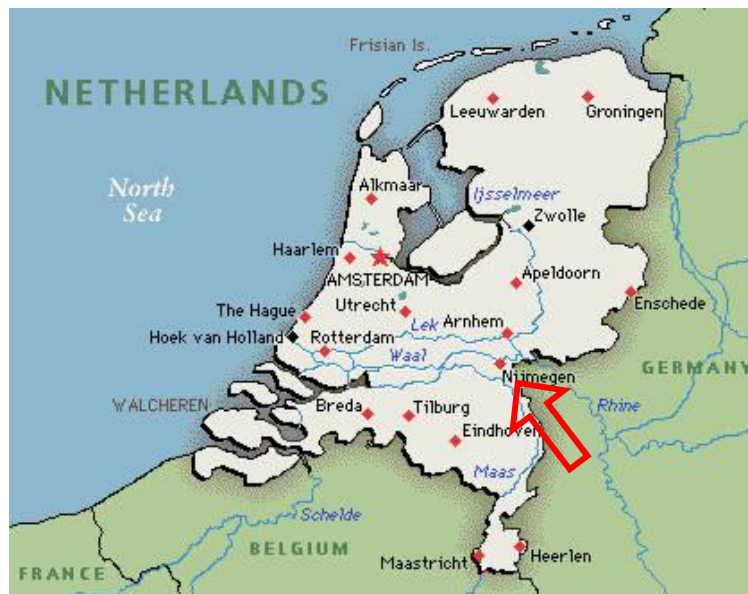 Frisian Is.
NETHERLANDS
Leeuwarden
Groningen
North
Sea
Alkmaar
Ijsselmeer
Zwolle
Haarlem
AMSTERDAM
Apeldoorn
Utrecht
Enschede
The Hague
Lek
Arnhem
Hoek van Holland
Rotterdam
Waal
Nijmegen
GERMANY
WALCHEREN
Breda
Tilburg
Rhine
Eindhoven
Maas
Schelde
BELGIUM
Maastricht
Heerlen
FRANCE